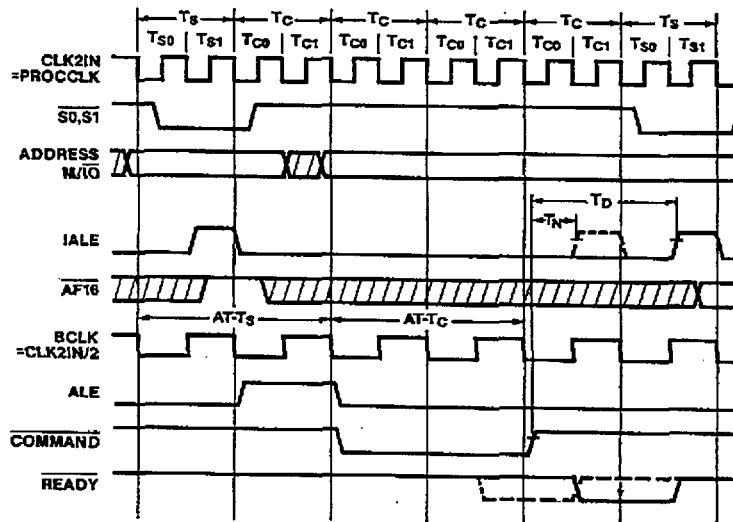 TS TC TC TC TC TS
TS0 TS1 TC0 TC1 TC0 TC1 TC0 TC1 TC0 TC1 TS0 TS1
CLK2IN
=PROCCLK
S0,S1
ADDRESS
M/IO
TD
TN
IALE
AF16
AT-TS AT-TC
BCLK
=CLK2IN/2
ALE
COMMAND
READY